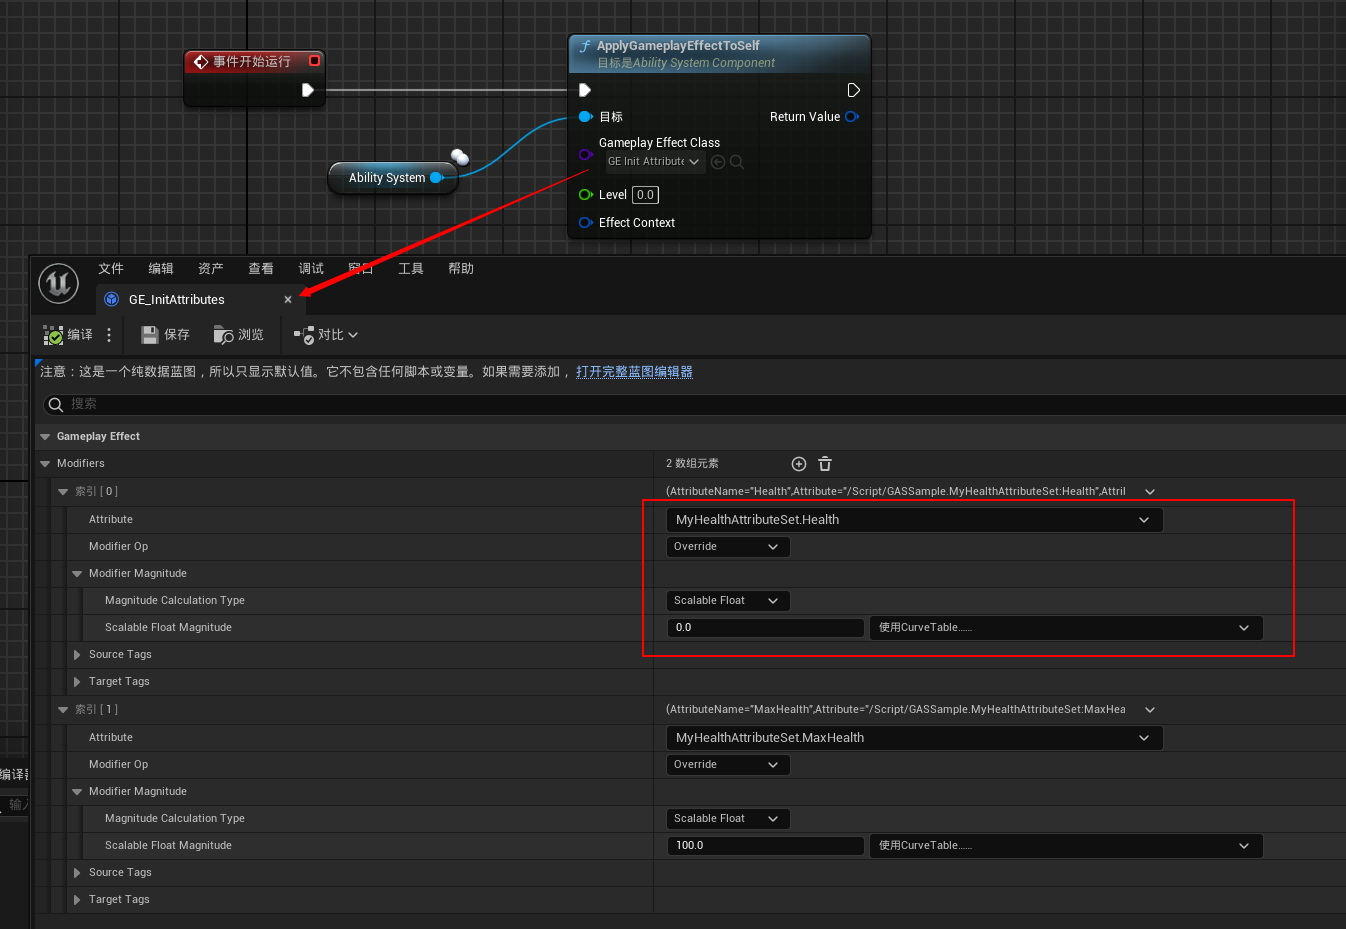 事件开始运行
ApplyGameplayEffectToSelf
目标是Ability System Component
目标
Return Value
Gameplay Effect Class
GE Init Attribute
Ability System
Level 0.0
Effect Context
文件 编辑 资产 查看 调试 窗口 工具 帮助
GE_InitAttributes
编译 保存 浏览 对比
注意：这是一个纯数据蓝图，所以只显示默认值。它不包含任何脚本或变量。如果需要添加， 打开完整蓝图编辑器
搜索
Gameplay Effect
Modifiers 2 数组元素
索引 [ 0 ] (AttributeName="Health",Attribute="/Script/GASSample.MyHealthAttributeSet:Health",Attril
Attribute MyHealthAttributeSet.Health
Modifier Op Override
Modifier Magnitude
Magnitude Calculation Type Scalable Float
Scalable Float Magnitude 0.0 使用CurveTable......
Source Tags
Target Tags
索引 [ 1 ] (AttributeName="MaxHealth",Attribute="/Script/GASSample.MyHealthAttributeSet:MaxHea
Attribute MyHealthAttributeSet.MaxHealth
Modifier Op Override
编译器
Modifier Magnitude
输入
Magnitude Calculation Type Scalable Float
Scalable Float Magnitude 100.0 使用CurveTable......
Source Tags
Target Tags